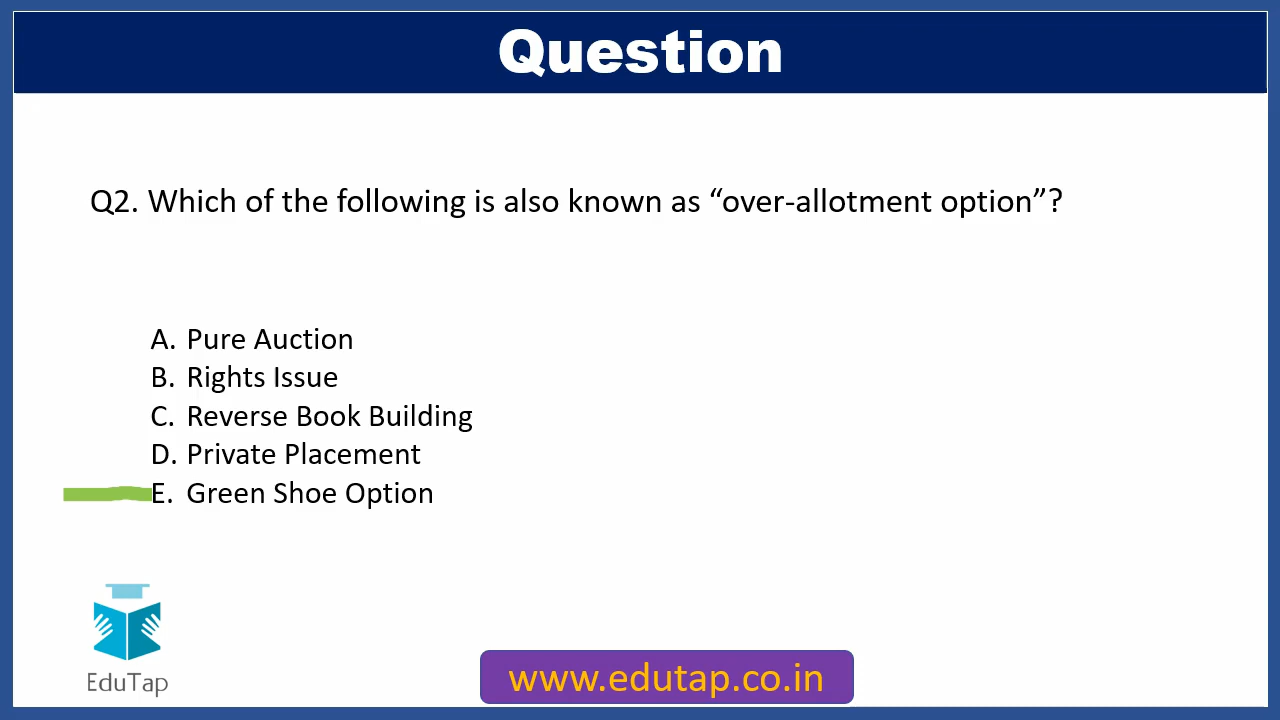 Question
Q2. Which of the following is also known as “over-allotment option”?
A. Pure Auction
B. Rights Issue
C. Reverse Book Building
D. Private Placement
E. Green Shoe Option
EduTap
www.edutap.co.in